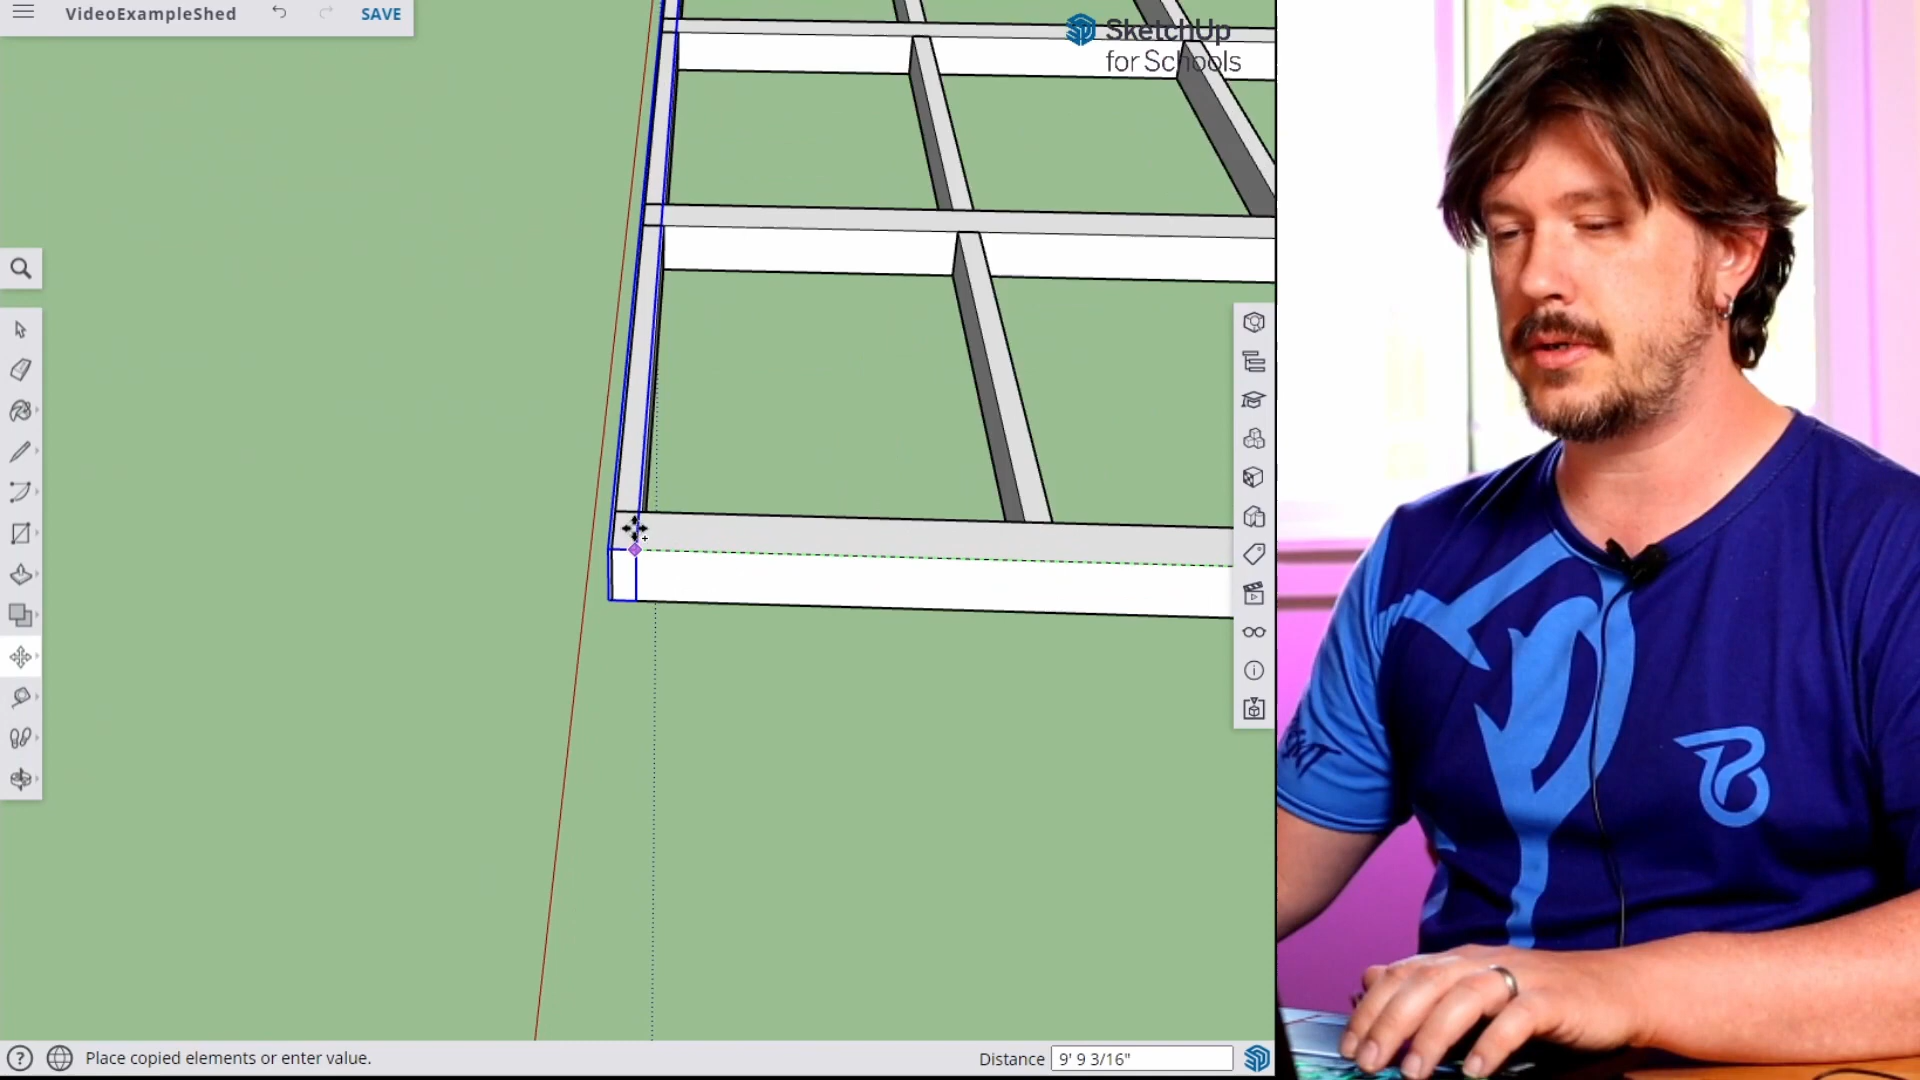 VideoExampleShed SAVE
SketchUp
for Schools
Place copied elements or enter value.
Distance 9' 9 3/16"